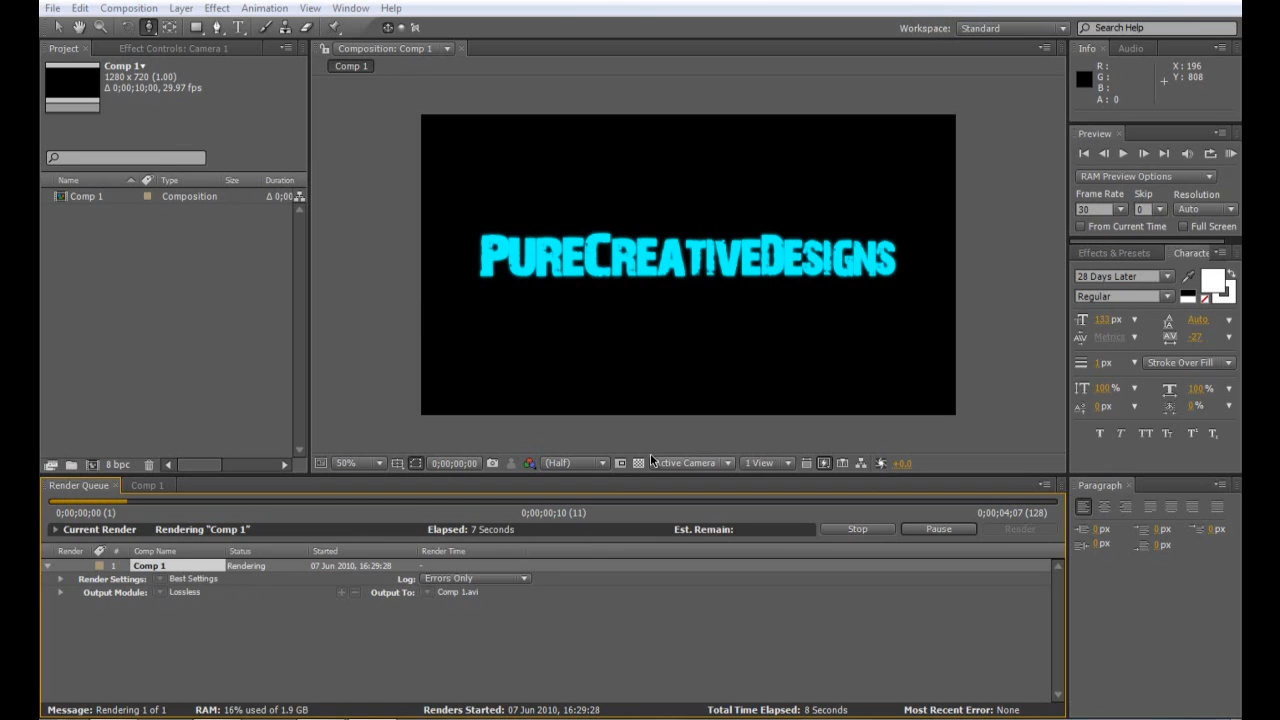 File Edit Composition Layer Effect Animation View Window Help
Workspace: Standard Search Help
Project Effect Controls: Camera 1 Composition: Comp 1 Info Audio
Comp 1
1280 x 720 (1.00)
Δ 0;00;10;00, 29.97 fps
Comp 1
R: X: 196
G: Y: 808
B:
A: 0
Preview
RAM Preview Options
Frame Rate Skip Resolution
30 0 Auto
From Current Time Full Screen
Name Type Size Duration
Comp 1 Composition Δ 0;00
PureCreativeDesigns
Effects & Presets Characte
28 Days Later
Regular
133 px Auto
Metrics -27
1 px Stroke Over Fill
100 % 100 %
0 px 0 %
T T TT Tt T¹ T₁
8 bpc 50% 0;00;00;00 (Half) Active Camera 1 View +0.0
Render Queue Comp 1 Paragraph
0;00;00;00 (1) 0;00;00;10 (11) 0;00;04;07 (128)
Current Render Rendering "Comp 1" Elapsed: 7 Seconds Est. Remain: Stop Pause Render
0 px 0 px 0 px
0 px 0 px
Render # Comp Name Status Started Render Time
1 Comp 1 Rendering 07 Jun 2010, 16:29:28 -
Render Settings: Best Settings Log: Errors Only
Output Module: Lossless Output To: Comp 1.avi
Message: Rendering 1 of 1 RAM: 16% used of 1.9 GB Renders Started: 07 Jun 2010, 16:29:28 Total Time Elapsed: 8 Seconds Most Recent Error: None